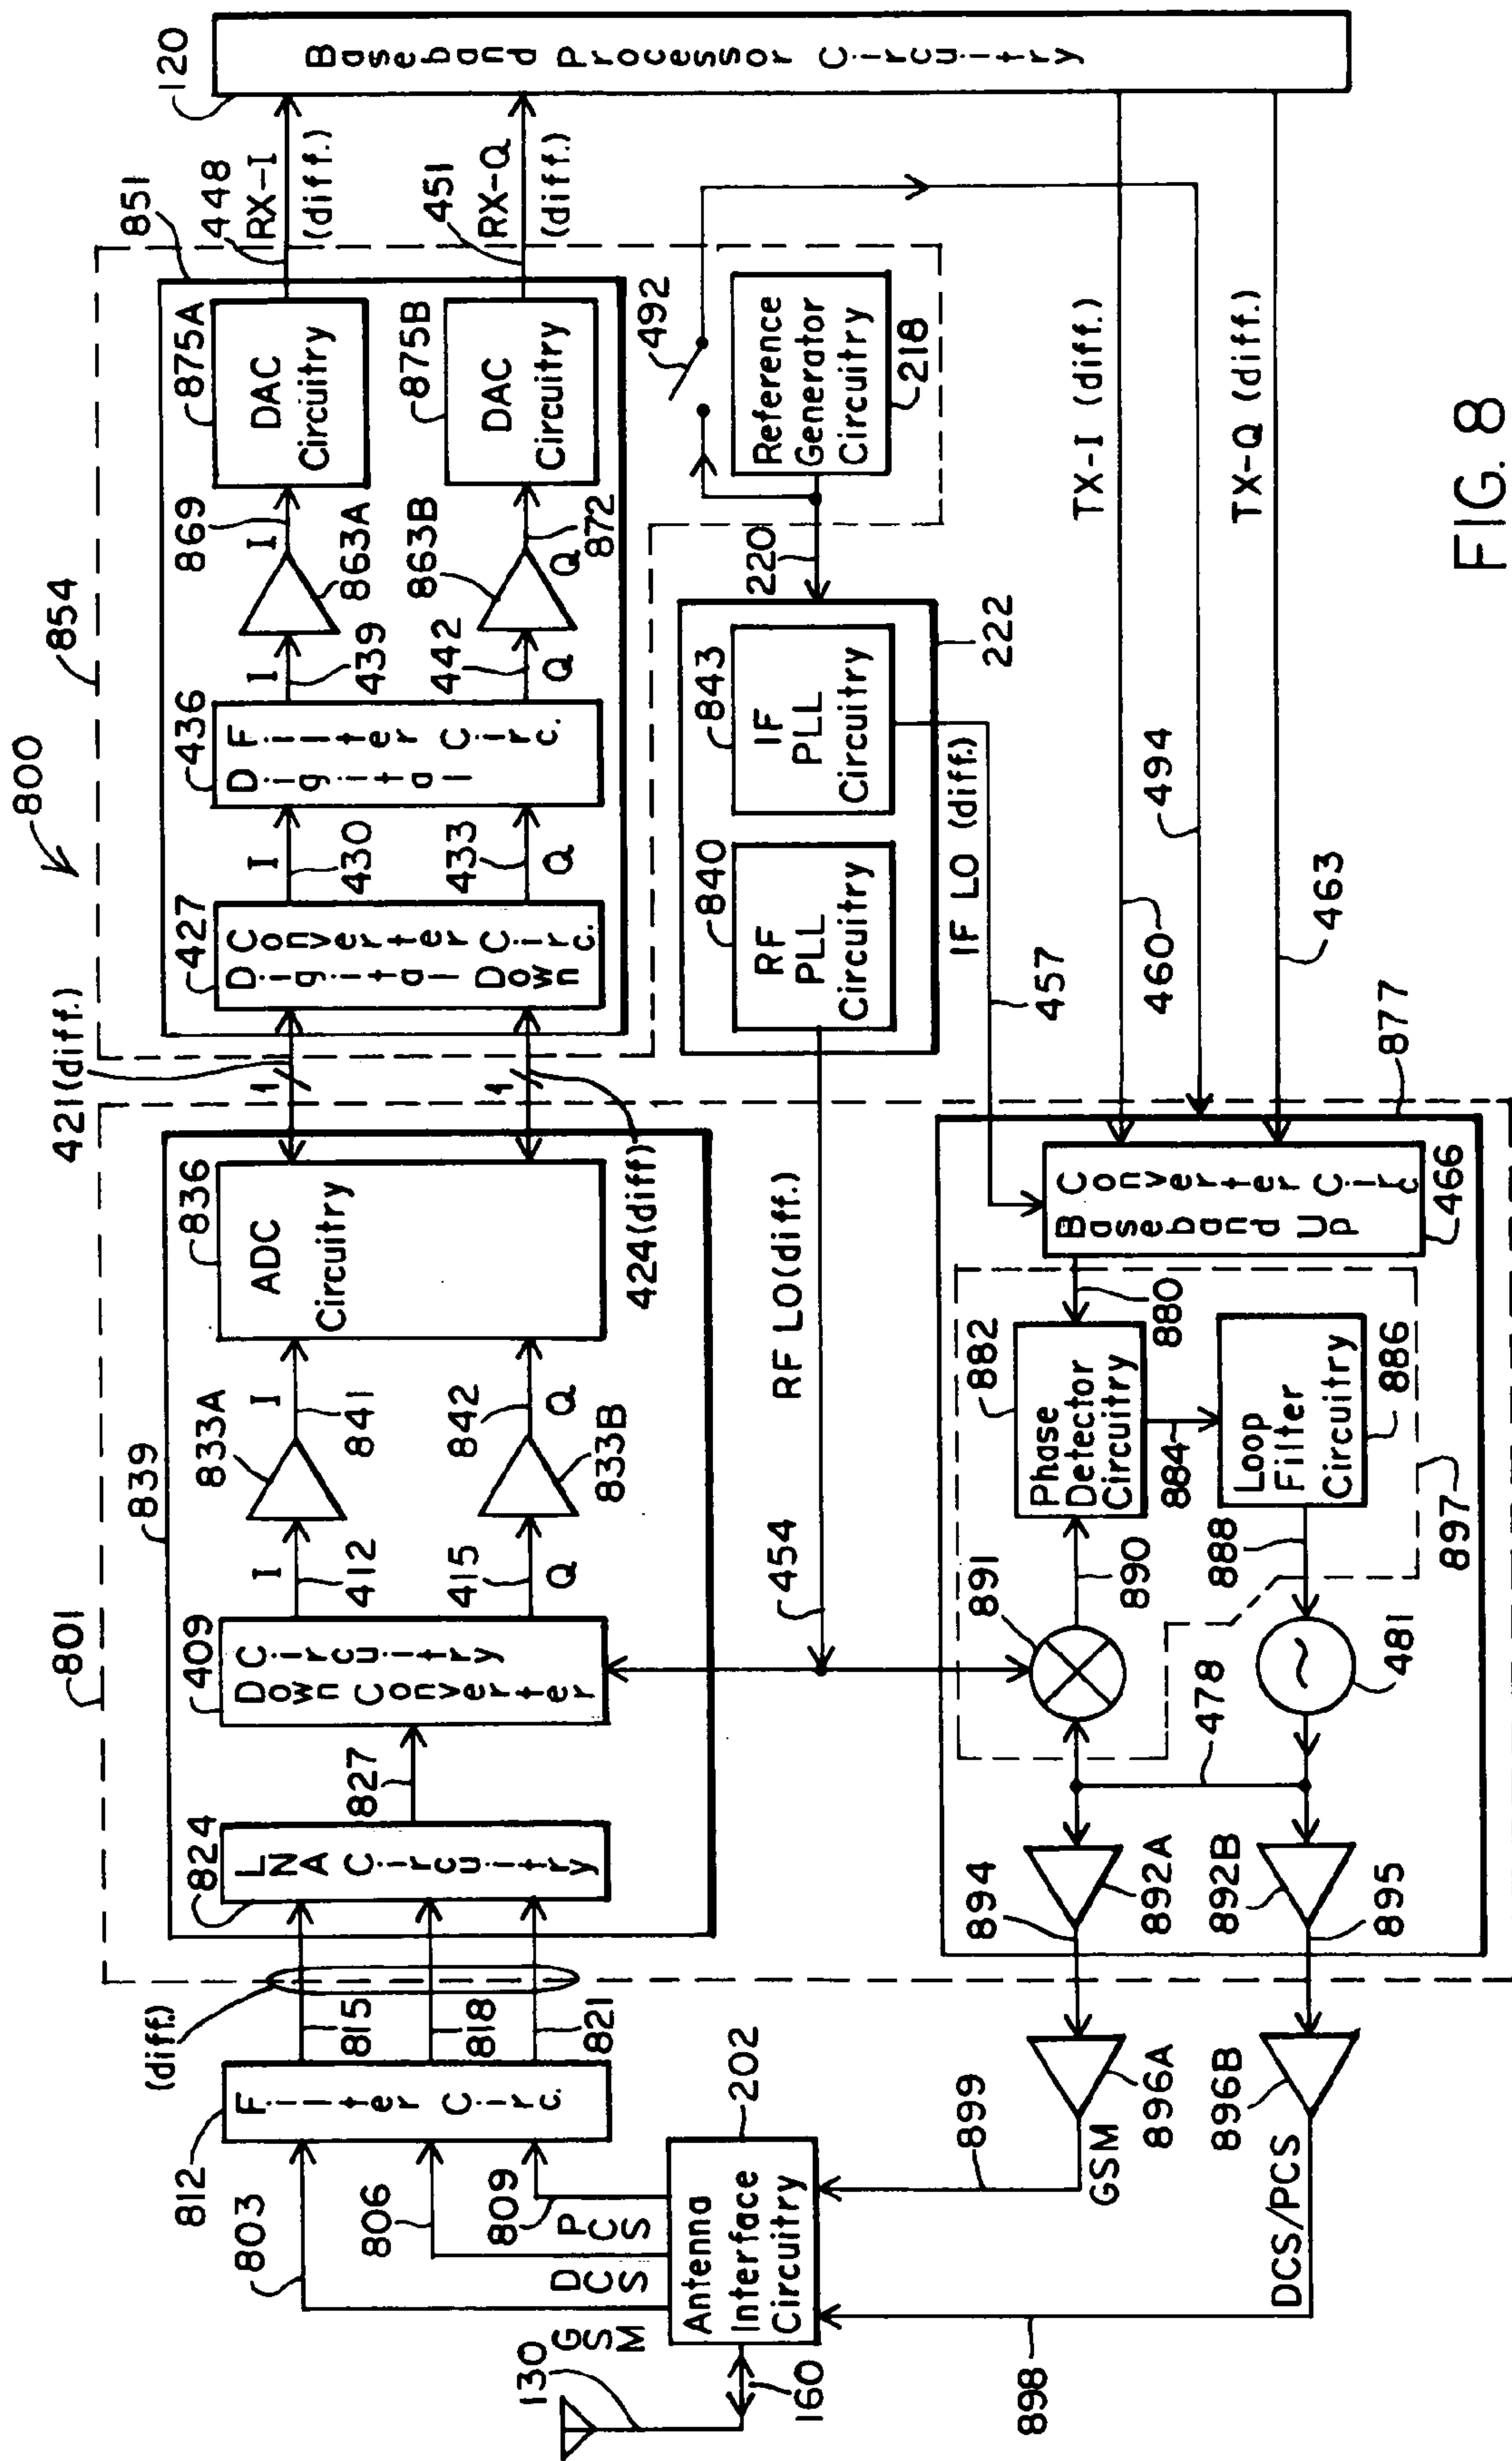 800
801
839
854
851
120
(diff.)
421(diff.)
130
GSM
DCS
PCS
160
Antenna
Interface
Circuitry
202
803
806
809
812
Filter Circ.
815
818
821
824
LNA Circuitry
827
409
Down Converter
Circuitry
I
412
415
Q
833A
833B
I
841
842
Q
836
ADC
Circuitry
424(diff)
1
1
427
Digital Down
Converter Circ.
I
430
433
Q
436
Digital
Filter Circ.
I
439
442
Q
863A
863B
869
I
Q
872
875A
DAC
Circuitry
875B
DAC
Circuitry
448
RX-I
(diff.)
451
RX-Q
(diff.)
Baseband Processor Circuitry
492
Reference
Generator
Circuitry
218
220
222
840
RF
PLL
Circuitry
843
IF
PLL
Circuitry
RF LO(diff.)
454
IF LO (diff.)
457
TX-I (diff.)
460
494
TX-Q (diff.)
463
877
Baseband Up
Converter Circ
466
880
882
Phase
Detector
Circuitry
884
Loop
Filter
Circuitry
886
888
890
891
897
481
478
892A
892B
894
895
896A
896B
899
GSM
898
DCS/PCS
FIG. 8